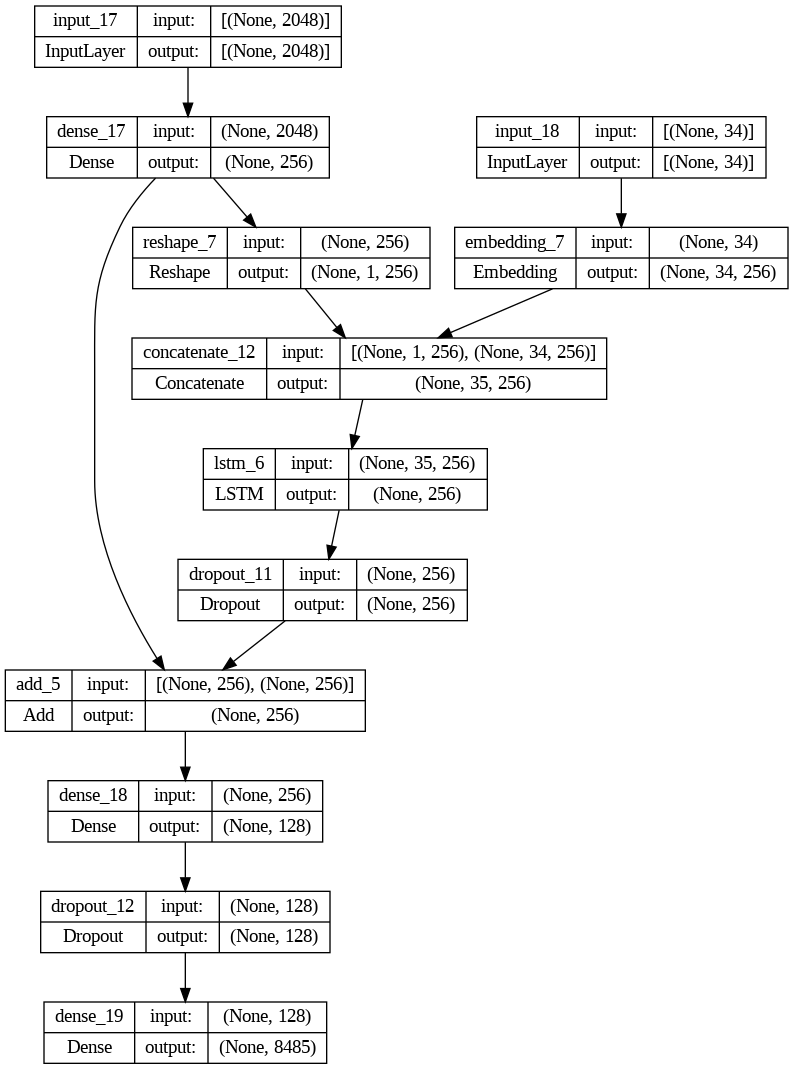 input_17 input: [(None, 2048)]
InputLayer output: [(None, 2048)]
dense_17 input: (None, 2048)
Dense output: (None, 256)
input_18 input: [(None, 34)]
InputLayer output: [(None, 34)]
reshape_7 input: (None, 256)
Reshape output: (None, 1, 256)
embedding_7 input: (None, 34)
Embedding output: (None, 34, 256)
concatenate_12 input: [(None, 1, 256), (None, 34, 256)]
Concatenate output: (None, 35, 256)
lstm_6 input: (None, 35, 256)
LSTM output: (None, 256)
dropout_11 input: (None, 256)
Dropout output: (None, 256)
add_5 input: [(None, 256), (None, 256)]
Add output: (None, 256)
dense_18 input: (None, 256)
Dense output: (None, 128)
dropout_12 input: (None, 128)
Dropout output: (None, 128)
dense_19 input: (None, 128)
Dense output: (None, 8485)